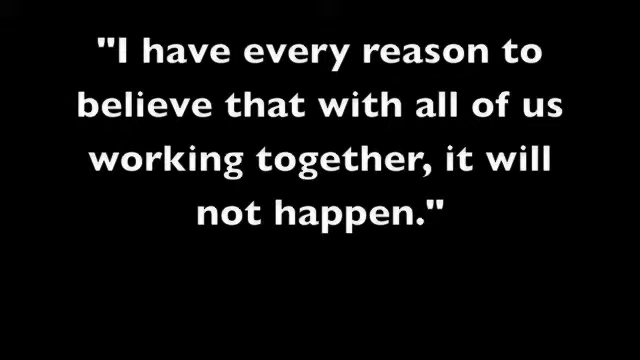 "I have every reason to
believe that with all of us
working together, it will
not happen."